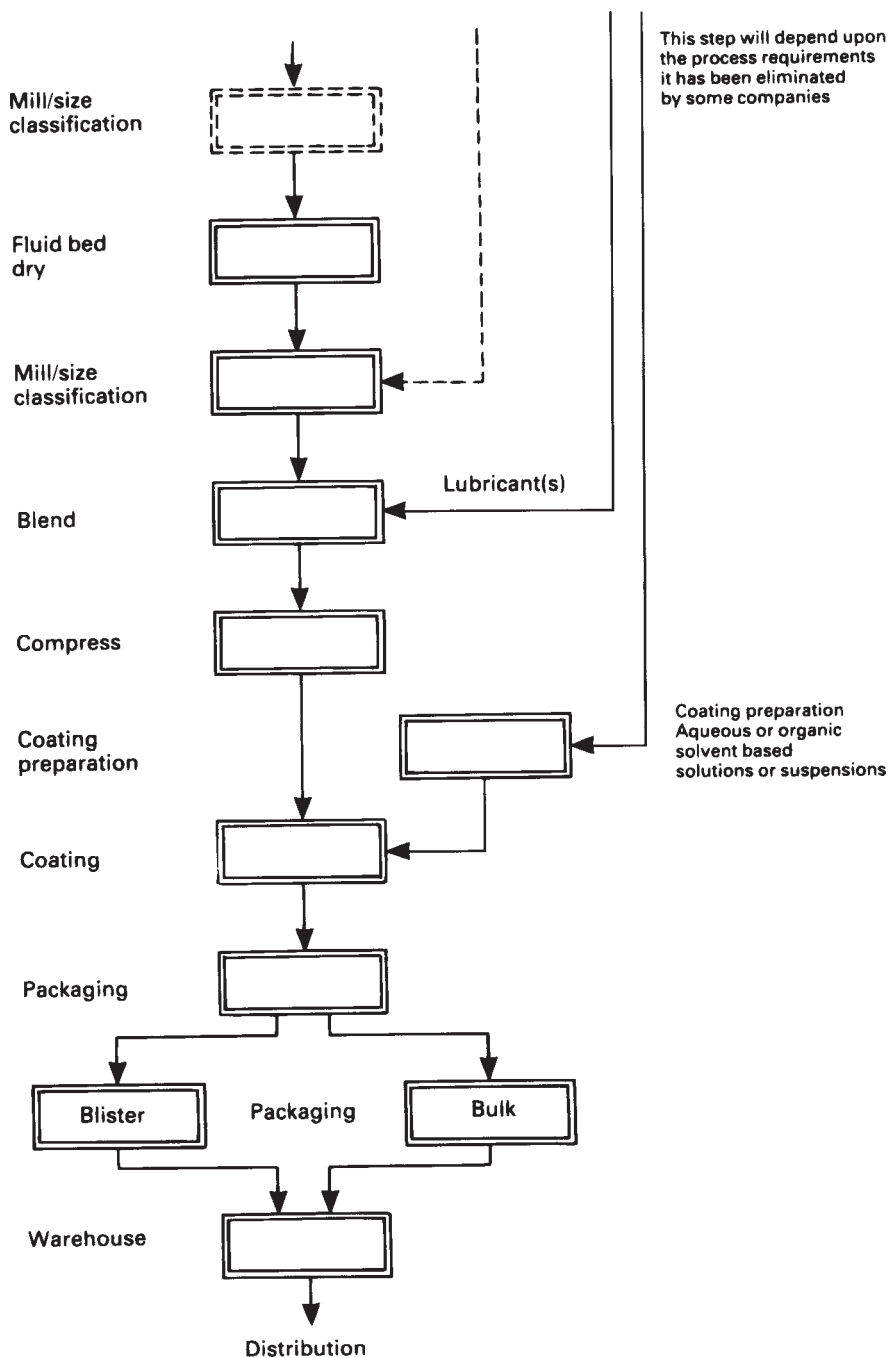 This step will depend upon
the process requirements
it has been eliminated
by some companies
Mill/size
classification
Fluid bed
dry
Mill/size
classification
Lubricant(s)
Blend
Compress
Coating
preparation
Coating preparation
Aqueous or organic
solvent based
solutions or suspensions
Coating
Packaging
Blister
Packaging
Bulk
Warehouse
Distribution